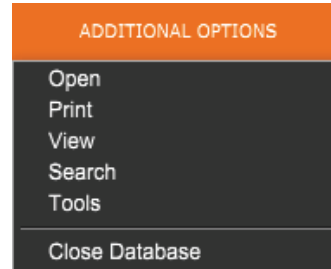 ADDITIONAL OPTIONS
Open
Print
View
Search
Tools
Close Database